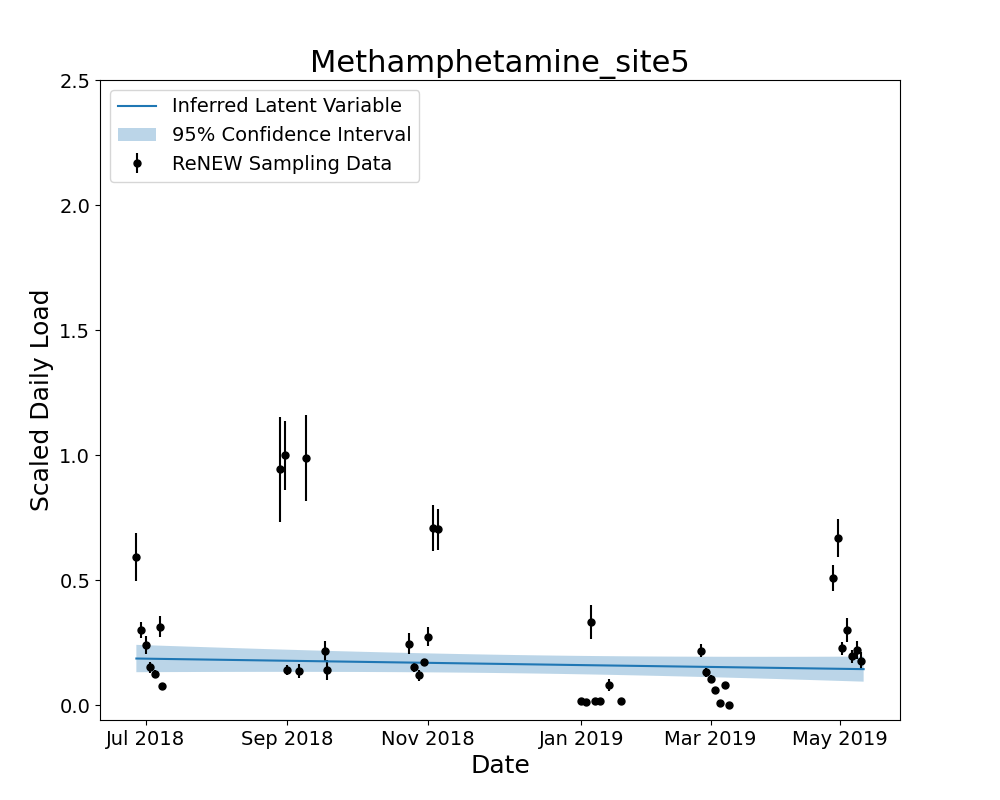 Methamphetamine_site5
2.5
2.0
1.5
1.0
0.5
0.0
Scaled Daily Load
Inferred Latent Variable
95% Confidence Interval
ReNEW Sampling Data
Jul 2018
Sep 2018
Nov 2018
Jan 2019
Mar 2019
May 2019
Date